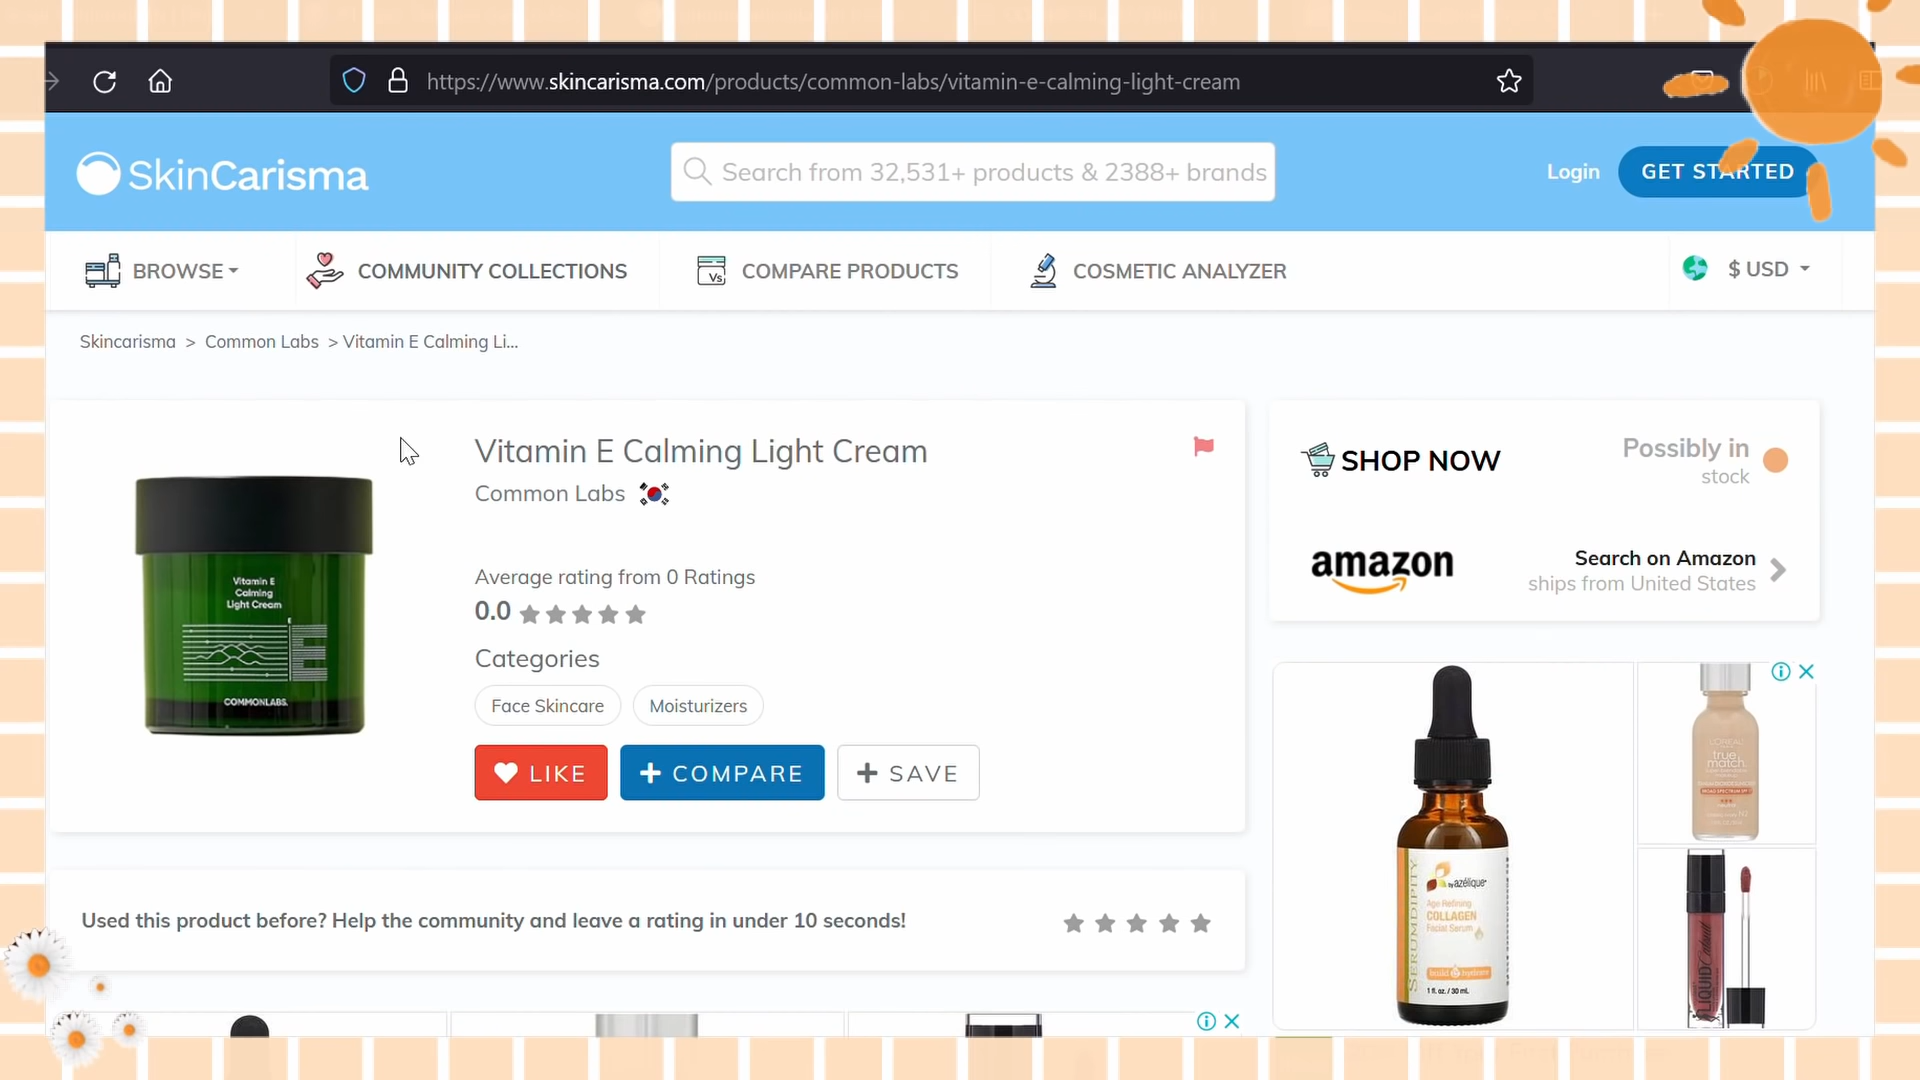 https://www.skincarisma.com/products/common-labs/vitamin-e-calming-light-cream
SkinCarisma
Search from 32,531+ products & 2388+ brands
Login
GET STARTED
BROWSE
COMMUNITY COLLECTIONS
Vs
COMPARE PRODUCTS
COSMETIC ANALYZER
$ USD
Skincarisma > Common Labs > Vitamin E Calming Li...
Vitamin E Calming Light Cream
Common Labs
Average rating from 0 Ratings
0.0
Categories
Face Skincare
Moisturizers
LIKE
+ COMPARE
+ SAVE
Vitamin E
Calming
Light Cream
E
COMMONLABS.
SHOP NOW
Possibly in
stock
amazon
Search on Amazon
ships from United States
Used this product before? Help the community and leave a rating in under 10 seconds!
by azélique
Age Refining
COLLAGEN
Facial Serum
build & hydrate
1 fl. oz. / 30 mL
SERUMDIPITY
L'ORÉAL
true
match
LIQUID Catsuit